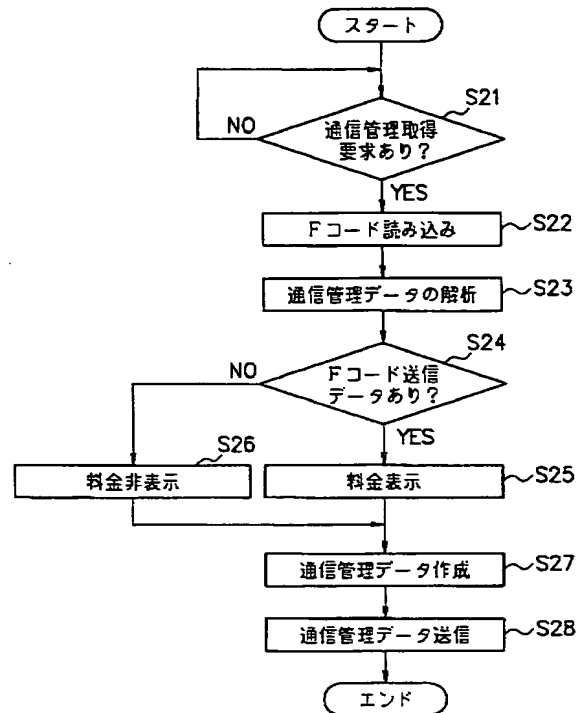 スタート
S21
NO
通信管理取得
要求あり?
YES
Fコード読み込み
S22
通信管理データの解析
S23
S24
NO
Fコード送信
データあり?
YES
S26
料金非表示
料金表示
S25
通信管理データ作成
S27
通信管理データ送信
S28
エンド